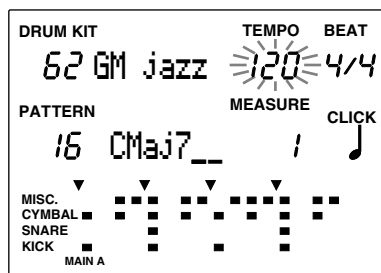 DRUM KIT TEMPO BEAT
62 GM jazz 120 4/4
PATTERN MEASURE CLICK
16 CMaj7__ 1
MISC.
CYMBAL
SNARE
KICK
MAIN A